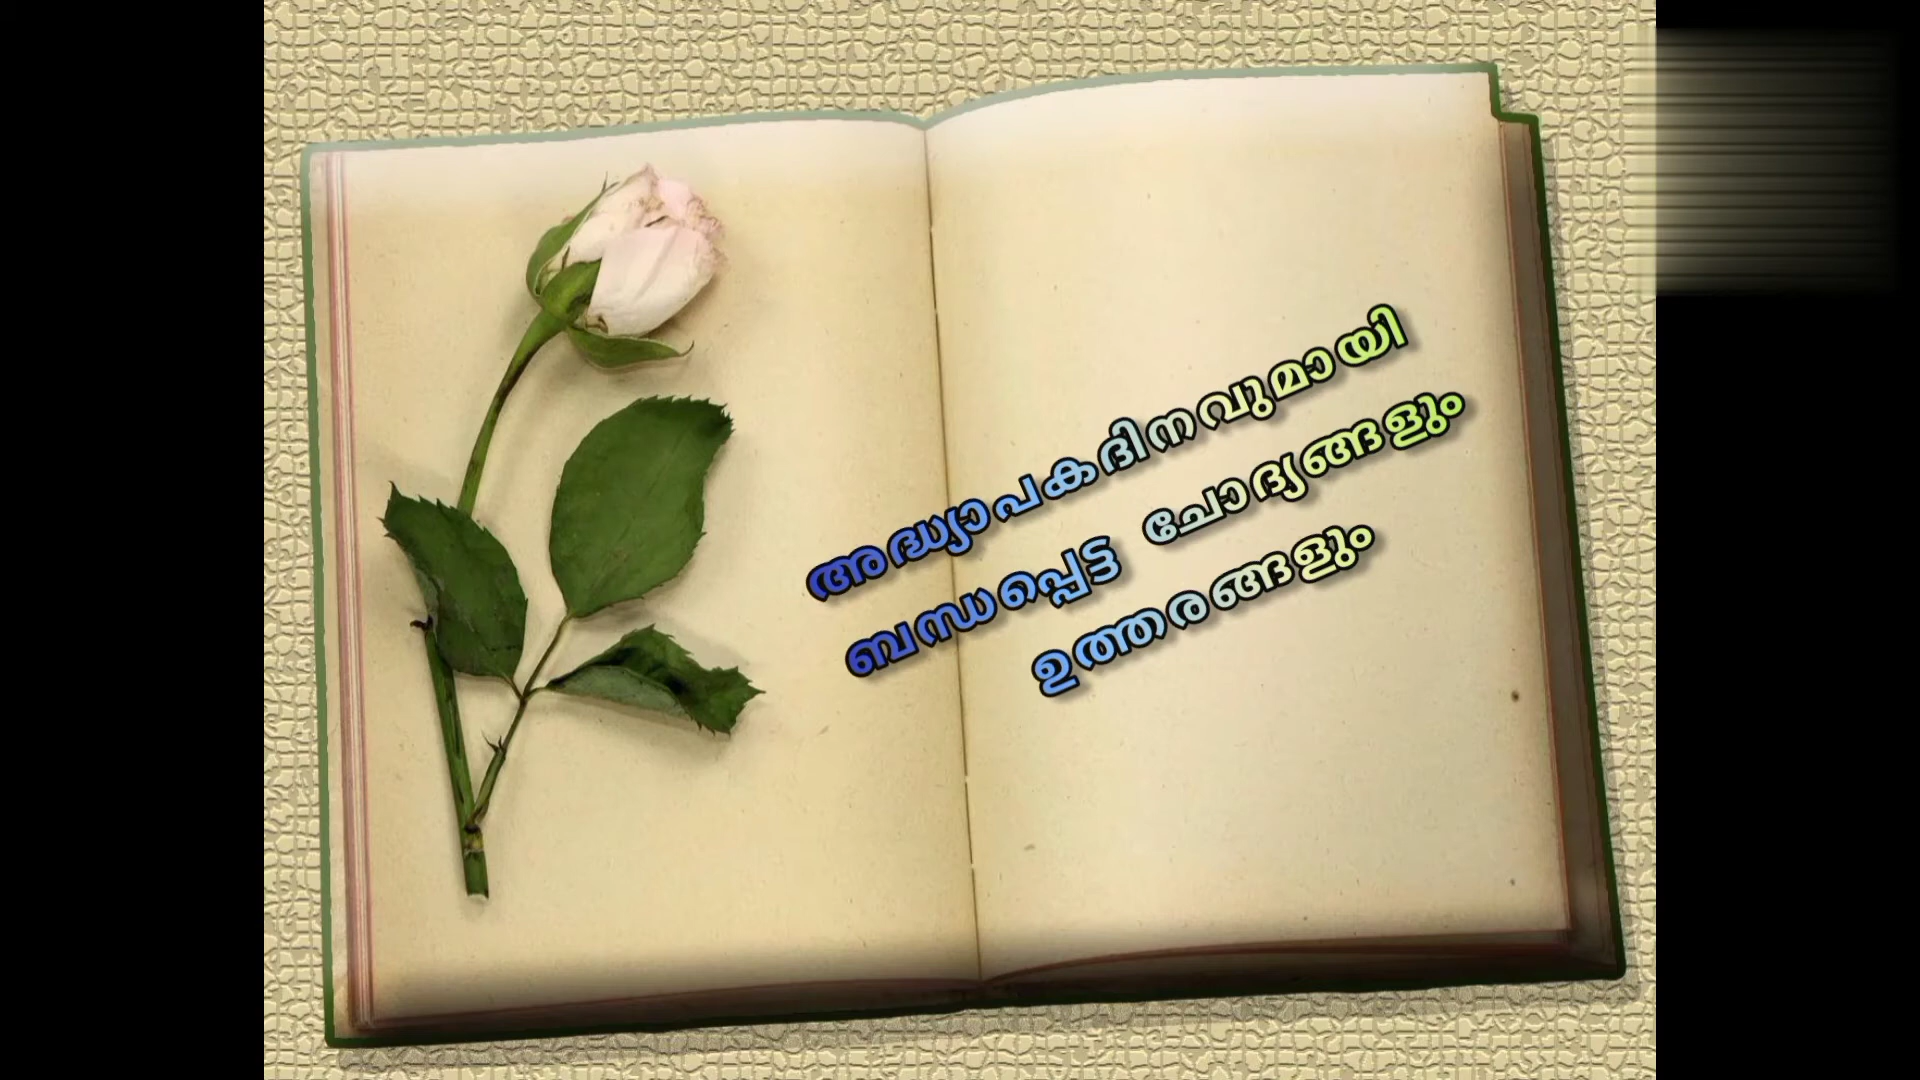 അദ്ധ്യാപകദിനവുമായി
ബന്ധപ്പെട്ട ചോദ്യങ്ങളും
ഉത്തരങ്ങളും